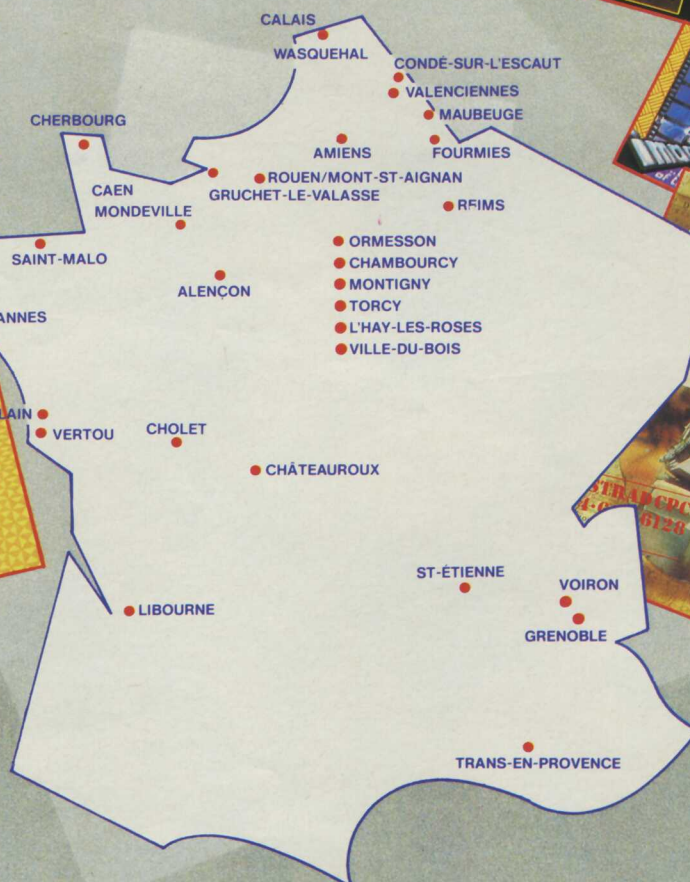 CALAIS
WASQUEHAL
CONDÉ-SUR-L'ESCAUT
VALENCIENNES
MAUBEUGE
CHERBOURG
AMIENS
FOURMIES
ROUEN/MONT-ST-AIGNAN
GRUCHET-LE-VALASSE
CAEN
MONDEVILLE
REIMS
SAINT-MALO
ORMESSON
CHAMBOURCY
MONTIGNY
TORCY
L'HAY-LES-ROSES
VILLE-DU-BOIS
ALENÇON
ANNES
LAIN
VERTOU
CHOLET
CHÂTEAUROUX
ST-ÉTIENNE
VOIRON
GRENOBLE
LIBOURNE
TRANS-EN-PROVENCE
6128